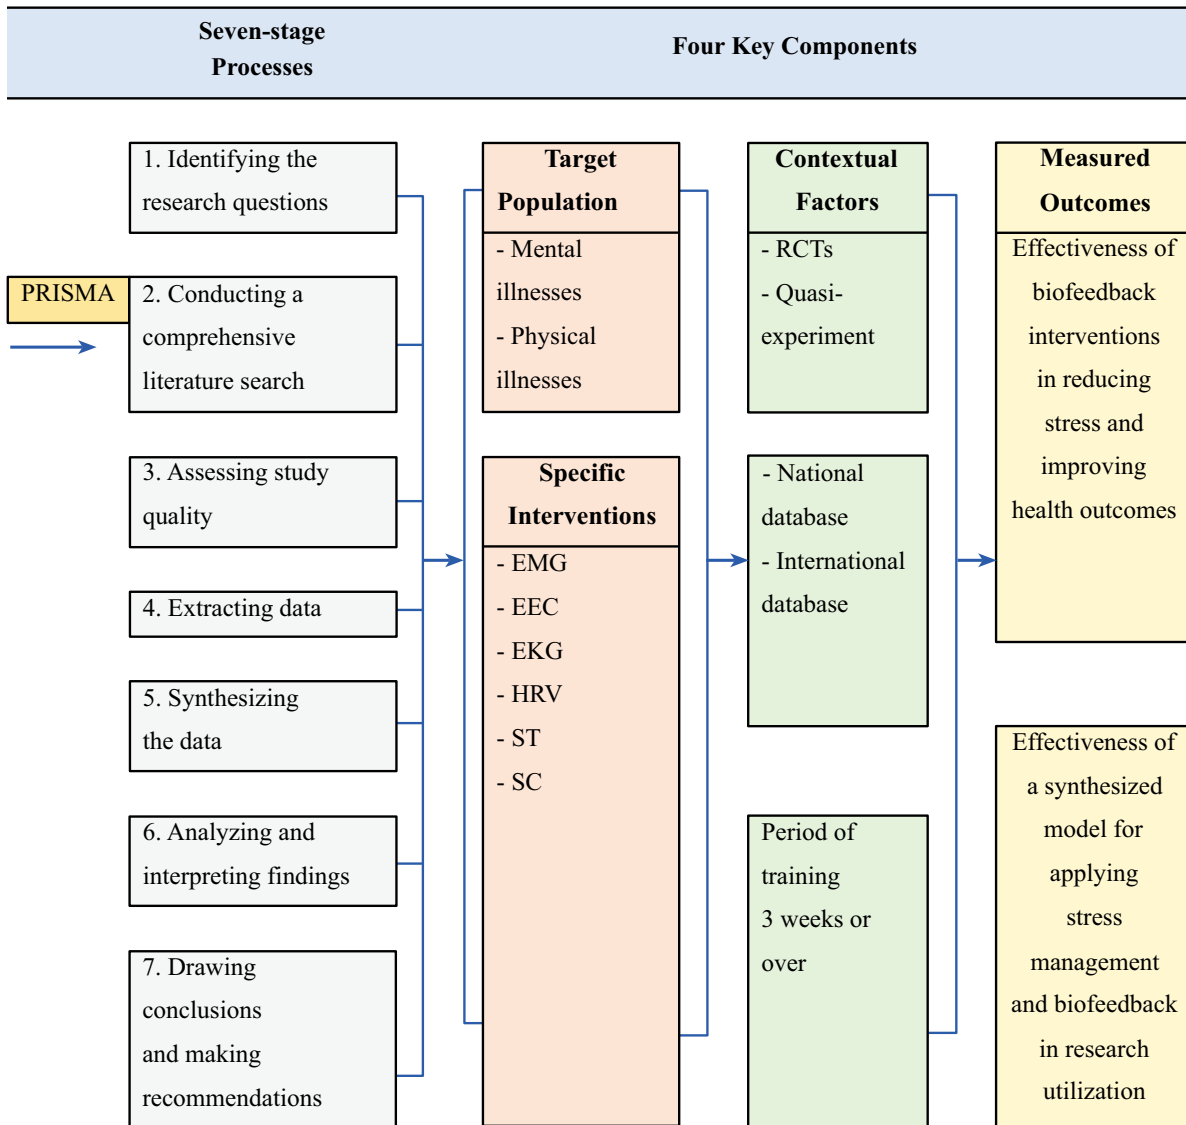 Seven-stage
Processes
Four Key Components
1. Identifying the
research questions
PRISMA
2. Conducting a
comprehensive
literature search
3. Assessing study
quality
4. Extracting data
5. Synthesizing
the data
6. Analyzing and
interpreting findings
7. Drawing
conclusions
and making
recommendations
Target
Population
- Mental
illnesses
- Physical
illnesses
Specific
Interventions
- EMG
- EEC
- EKG
- HRV
- ST
- SC
Contextual
Factors
- RCTs
- Quasi-
experiment
- National
database
- International
database
Period of
training
3 weeks or
over
Measured
Outcomes
Effectiveness of
biofeedback
interventions
in reducing
stress and
improving
health outcomes
Effectiveness of
a synthesized
model for
applying
stress
management
and biofeedback
in research
utilization